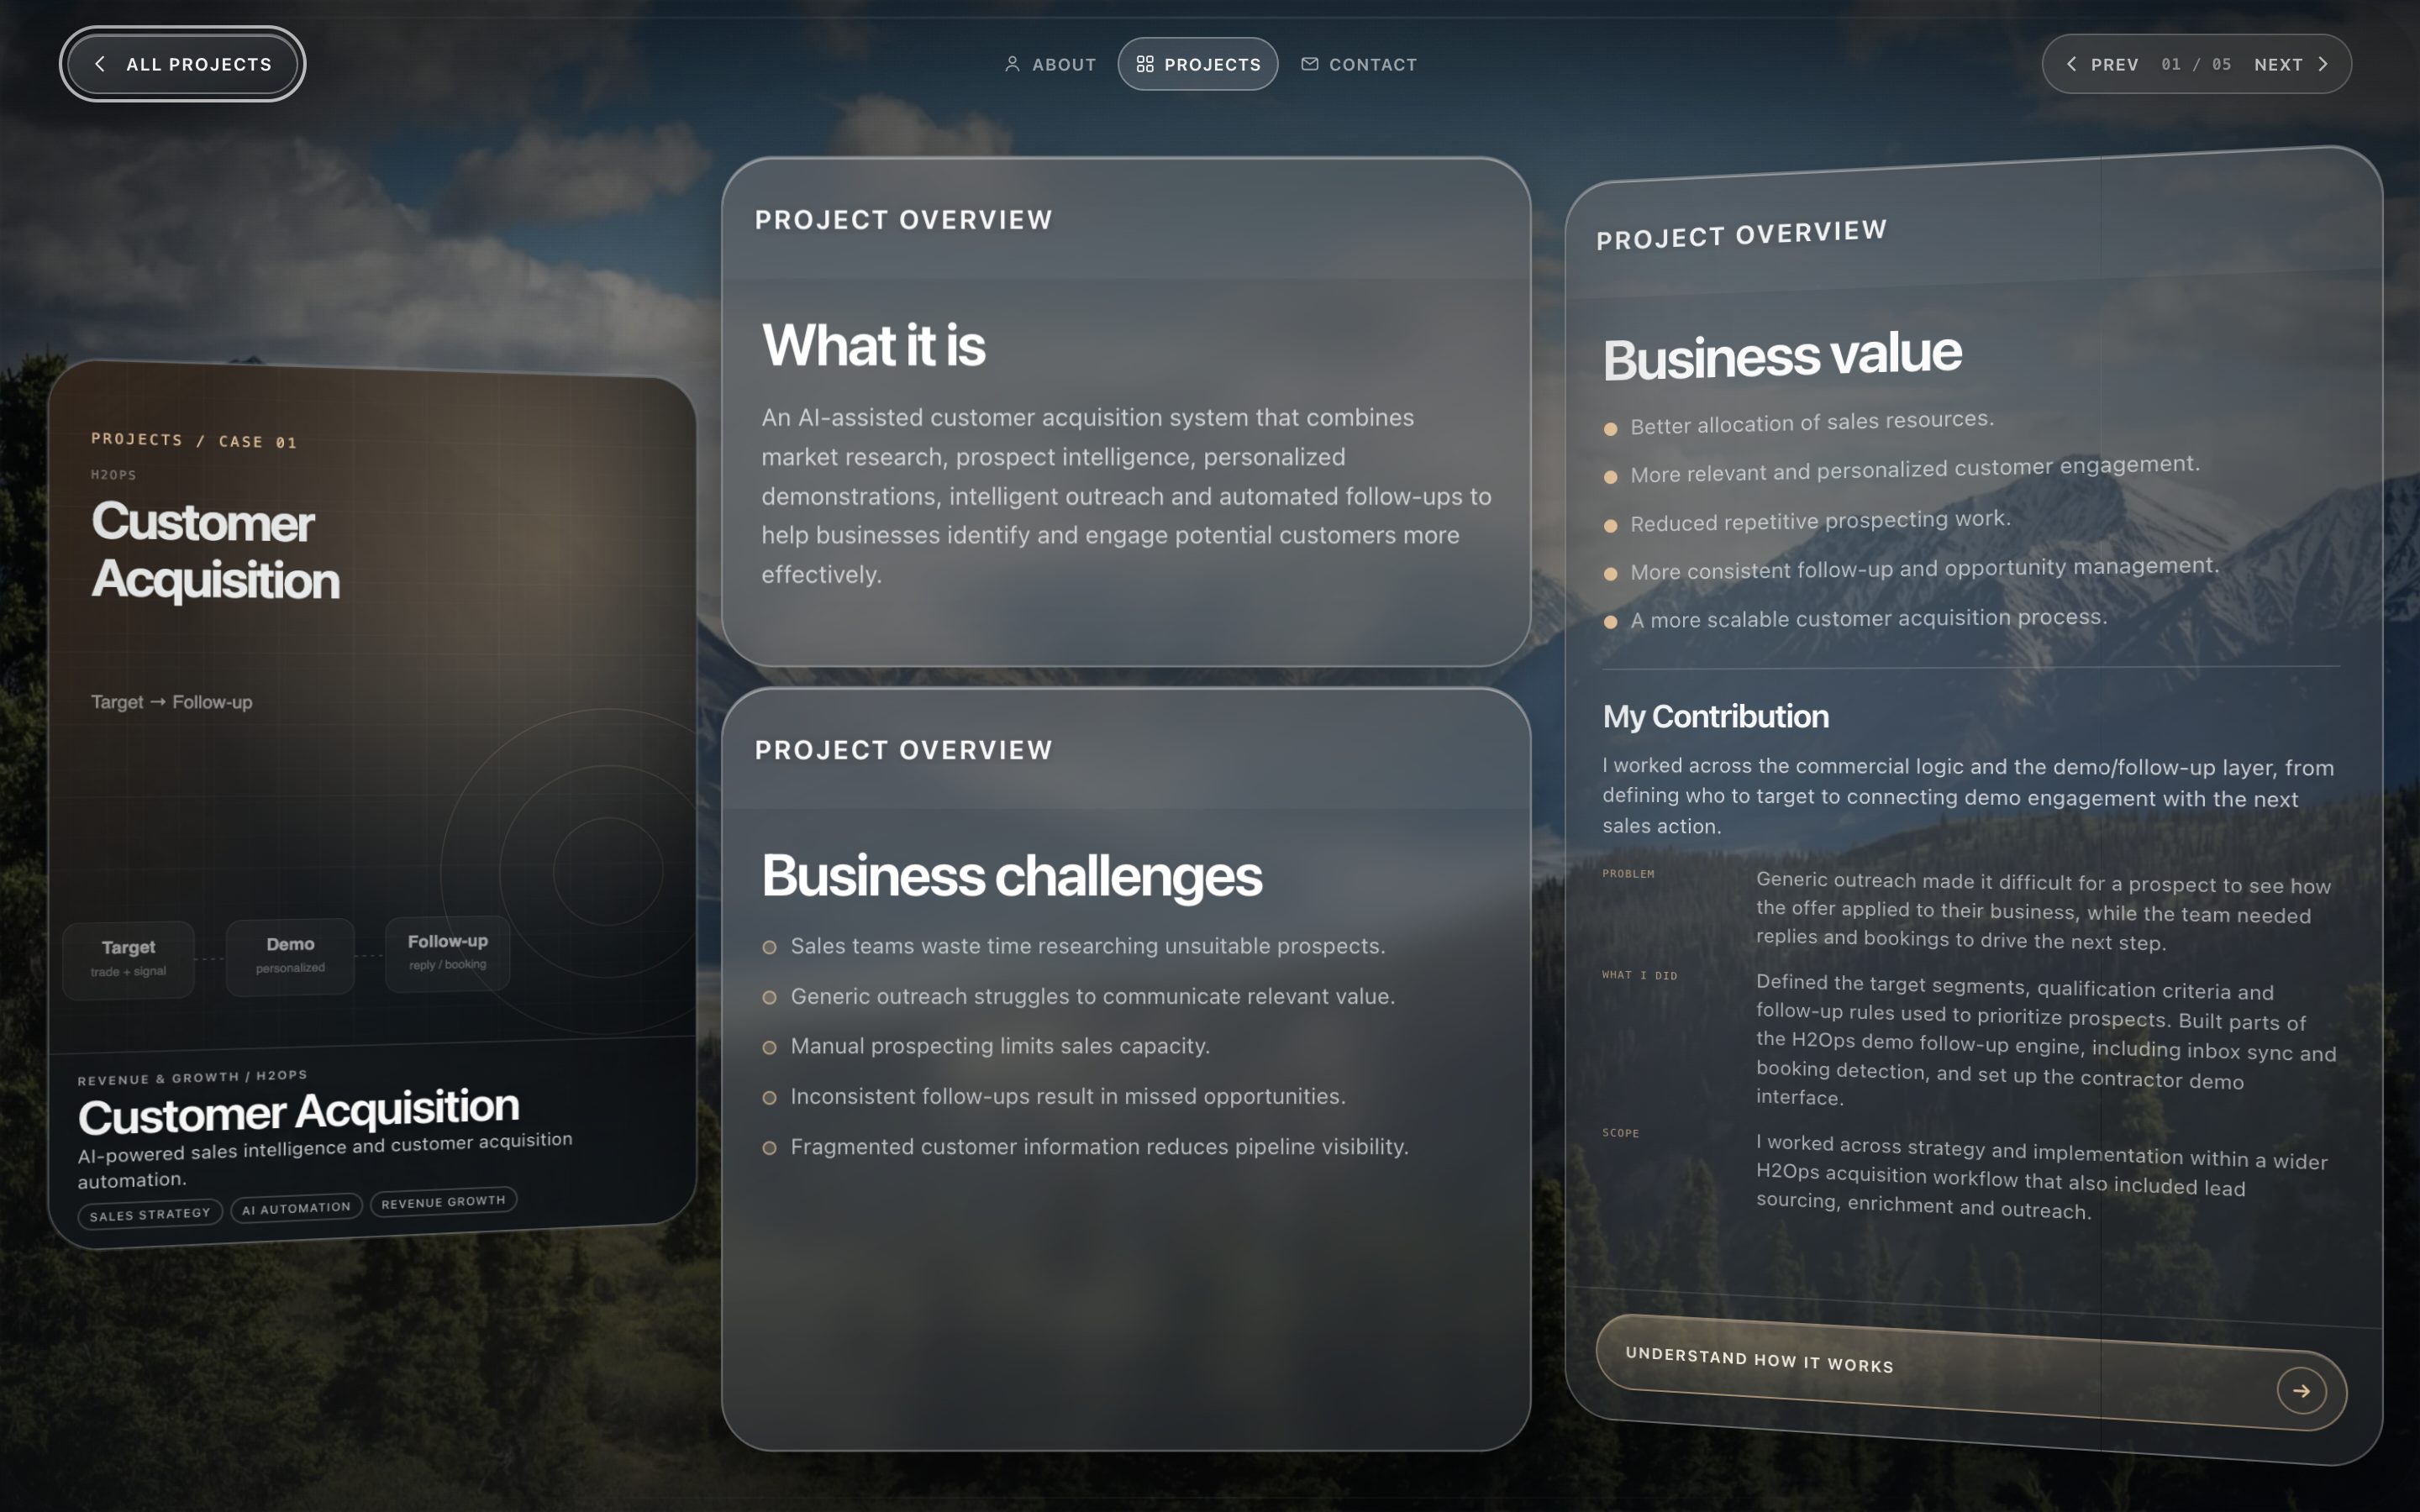 ALL PROJECTS
ABOUT
PROJECTS
CONTACT
PREV 01 / 05 NEXT
PROJECTS / CASE 01
H2OPS
Customer
Acquisition
Target → Follow-up
Target
trade + signal
Demo
personalized
Follow-up
reply / booking
REVENUE & GROWTH / H2OPS
Customer Acquisition
AI-powered sales intelligence and customer acquisition
automation.
SALES STRATEGY
AI AUTOMATION
REVENUE GROWTH
PROJECT OVERVIEW
What it is
An AI-assisted customer acquisition system that combines
market research, prospect intelligence, personalized
demonstrations, intelligent outreach and automated follow-ups to
help businesses identify and engage potential customers more
effectively.
PROJECT OVERVIEW
Business challenges
Sales teams waste time researching unsuitable prospects.
Generic outreach struggles to communicate relevant value.
Manual prospecting limits sales capacity.
Inconsistent follow-ups result in missed opportunities.
Fragmented customer information reduces pipeline visibility.
PROJECT OVERVIEW
Business value
Better allocation of sales resources.
More relevant and personalized customer engagement.
Reduced repetitive prospecting work.
More consistent follow-up and opportunity management.
A more scalable customer acquisition process.
My Contribution
I worked across the commercial logic and the demo/follow-up layer, from
defining who to target to connecting demo engagement with the next
sales action.
PROBLEM
Generic outreach made it difficult for a prospect to see how
the offer applied to their business, while the team needed
replies and bookings to drive the next step.
WHAT I DID
Defined the target segments, qualification criteria and
follow-up rules used to prioritize prospects. Built parts of
the H2Ops demo follow-up engine, including inbox sync and
booking detection, and set up the contractor demo
interface.
SCOPE
I worked across strategy and implementation within a wider
H2Ops acquisition workflow that also included lead
sourcing, enrichment and outreach.
UNDERSTAND HOW IT WORKS